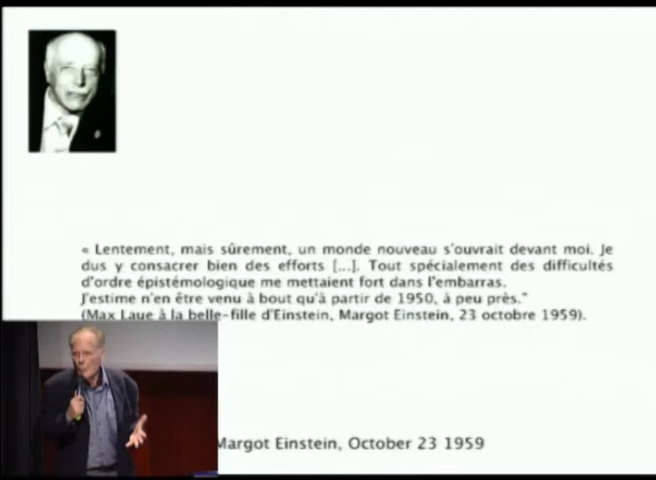 « Lentement, mais sûrement, un monde nouveau s'ouvrait devant moi. Je
dus y consacrer bien des efforts [...]. Tout spécialement des difficultés
d'ordre épistémologique me mettaient fort dans l'embarras.
J'estime n'en être venu à bout qu'à partir de 1950, à peu près."
(Max Laue à la belle-fille d'Einstein, Margot Einstein, 23 octobre 1959).
Margot Einstein, October 23 1959